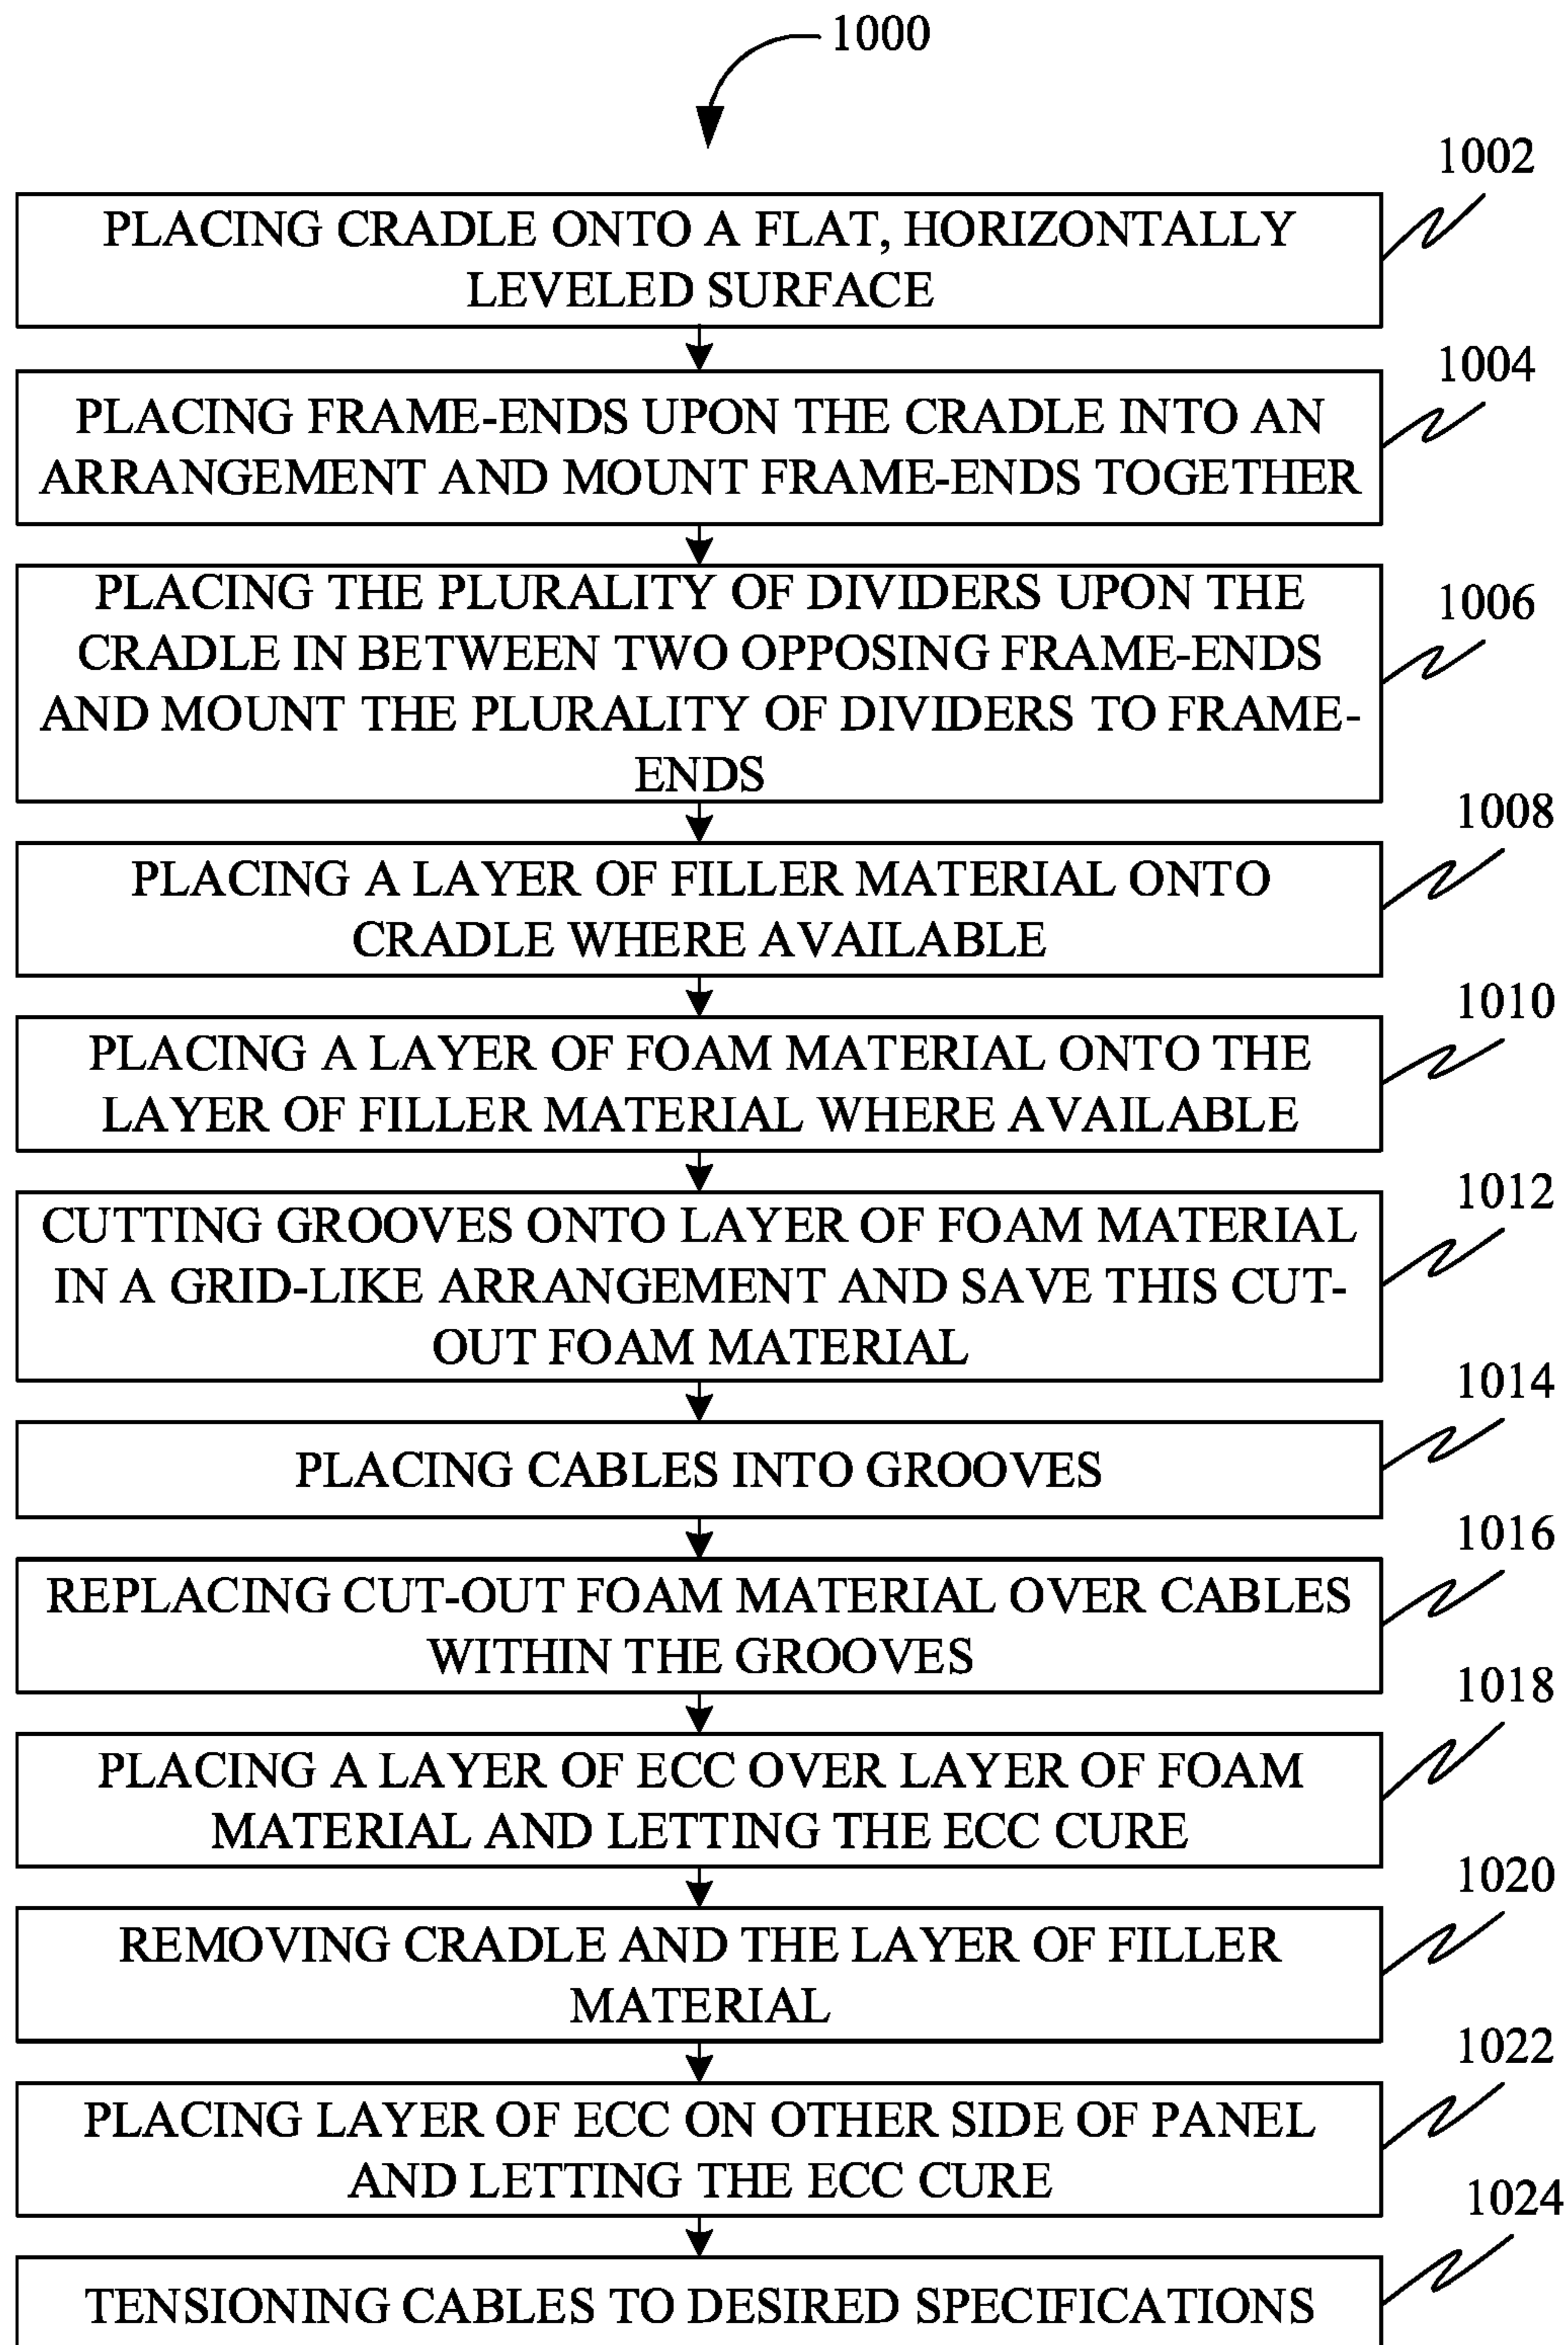 1000
1002
PLACING CRADLE ONTO A FLAT, HORIZONTALLY
LEVELED SURFACE
1004
PLACING FRAME-ENDS UPON THE CRADLE INTO AN
ARRANGEMENT AND MOUNT FRAME-ENDS TOGETHER
1006
PLACING THE PLURALITY OF DIVIDERS UPON THE
CRADLE IN BETWEEN TWO OPPOSING FRAME-ENDS
AND MOUNT THE PLURALITY OF DIVIDERS TO FRAME-
ENDS
1008
PLACING A LAYER OF FILLER MATERIAL ONTO
CRADLE WHERE AVAILABLE
1010
PLACING A LAYER OF FOAM MATERIAL ONTO THE
LAYER OF FILLER MATERIAL WHERE AVAILABLE
1012
CUTTING GROOVES ONTO LAYER OF FOAM MATERIAL
IN A GRID-LIKE ARRANGEMENT AND SAVE THIS CUT-
OUT FOAM MATERIAL
1014
PLACING CABLES INTO GROOVES
1016
REPLACING CUT-OUT FOAM MATERIAL OVER CABLES
WITHIN THE GROOVES
1018
PLACING A LAYER OF ECC OVER LAYER OF FOAM
MATERIAL AND LETTING THE ECC CURE
1020
REMOVING CRADLE AND THE LAYER OF FILLER
MATERIAL
1022
PLACING LAYER OF ECC ON OTHER SIDE OF PANEL
AND LETTING THE ECC CURE
1024
TENSIONING CABLES TO DESIRED SPECIFICATIONS